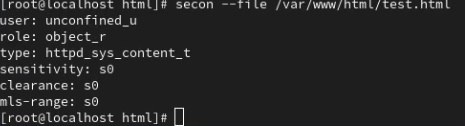 [root@localhost html]# secon --file /var/www/html/test.html
user: unconfined_u
role: object_r
type: httpd_sys_content_t
sensitivity: s0
clearance: s0
mls-range: s0
[root@localhost html]#